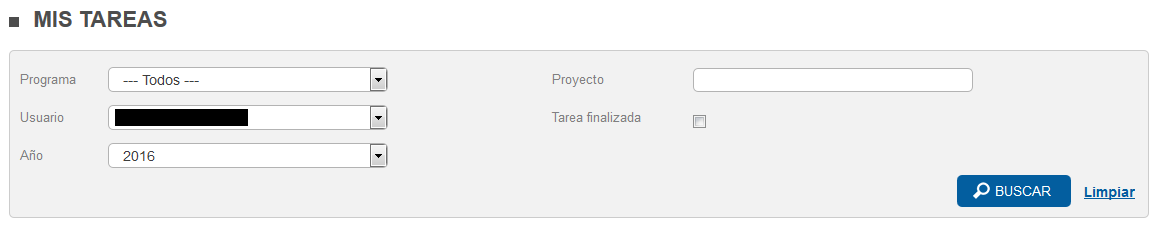 MIS TAREAS
Programa --- Todos --- Proyecto
Usuario Tarea finalizada
Año 2016
BUSCAR Limpiar